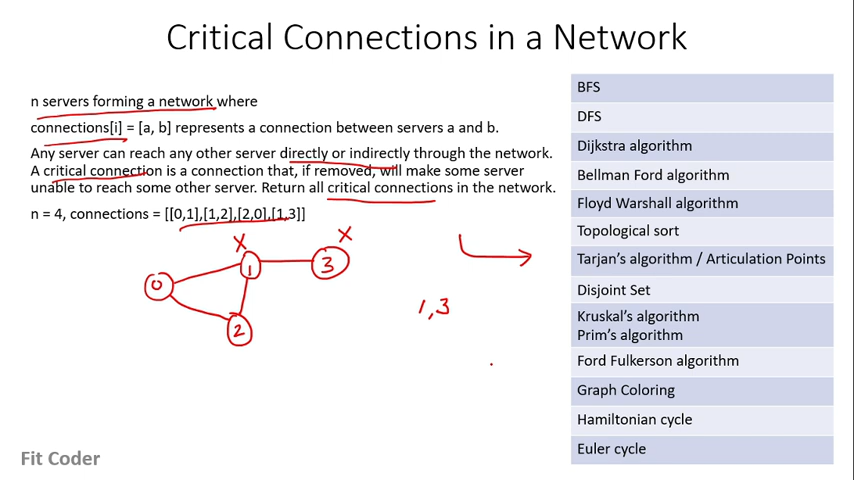 Critical Connections in a Network
n servers forming a network where
connections[i] = [a, b] represents a connection between servers a and b.
Any server can reach any other server directly or indirectly through the network.
A critical connection is a connection that, if removed, will make some server
unable to reach some other server. Return all critical connections in the network.
n = 4, connections = [[0,1],[1,2],[2,0],[1,3]]
X
X
0
1
3
2
1,3
BFS
DFS
Dijkstra algorithm
Bellman Ford algorithm
Floyd Warshall algorithm
Topological sort
Tarjan's algorithm / Articulation Points
Disjoint Set
Kruskal's algorithm
Prim's algorithm
Ford Fulkerson algorithm
Graph Coloring
Hamiltonian cycle
Euler cycle
Fit Coder